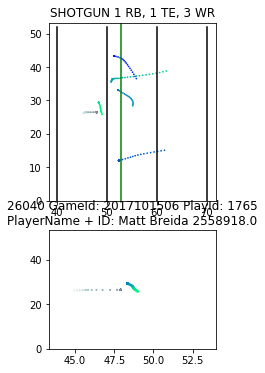 SHOTGUN 1 RB, 1 TE, 3 WR
50
40
30
20
10
0
40 50 60 70
26040 GameId: 2017101506 PlayId: 1765
PlayerName + ID: Matt Breida 2558918.0
40
20
0
45.0 47.5 50.0 52.5